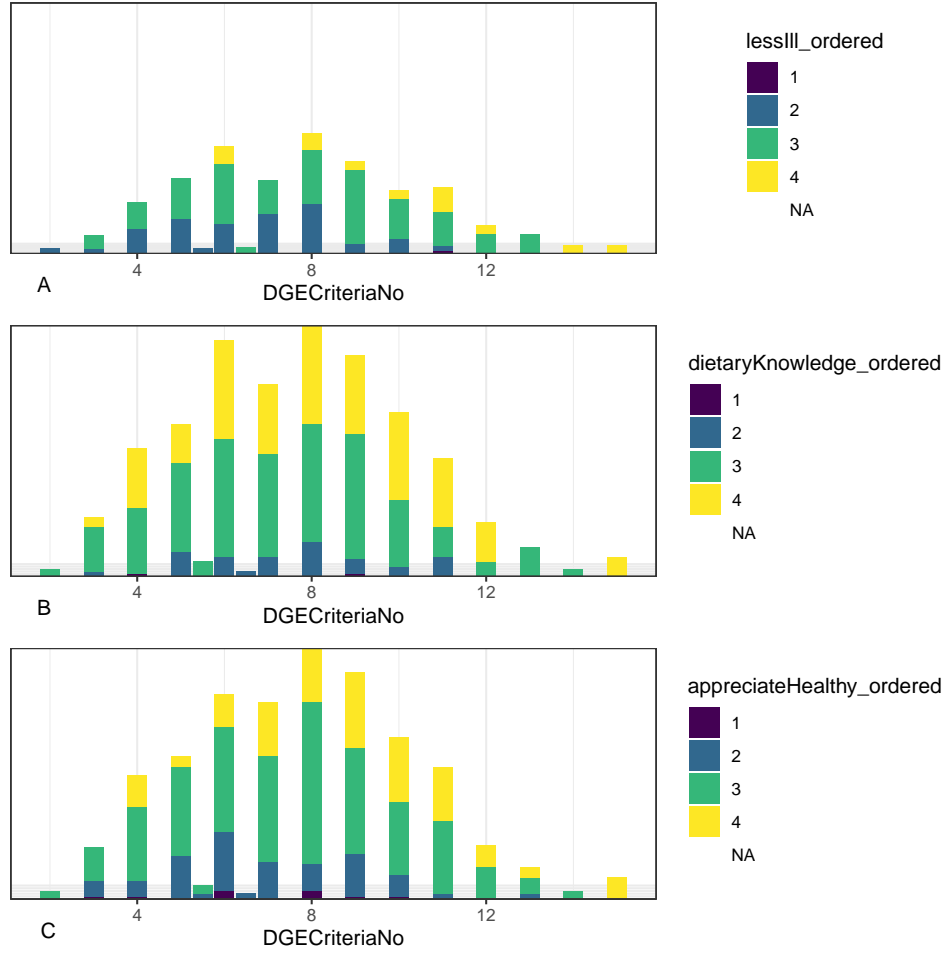 lessIll_ordered
1
2
3
4
NA
4 8 12
A
DGECriteriaNo
dietaryKnowledge_ordered
1
2
3
4
NA
4 8 12
B
DGECriteriaNo
appreciateHealthy_ordered
1
2
3
4
NA
4 8 12
C
DGECriteriaNo